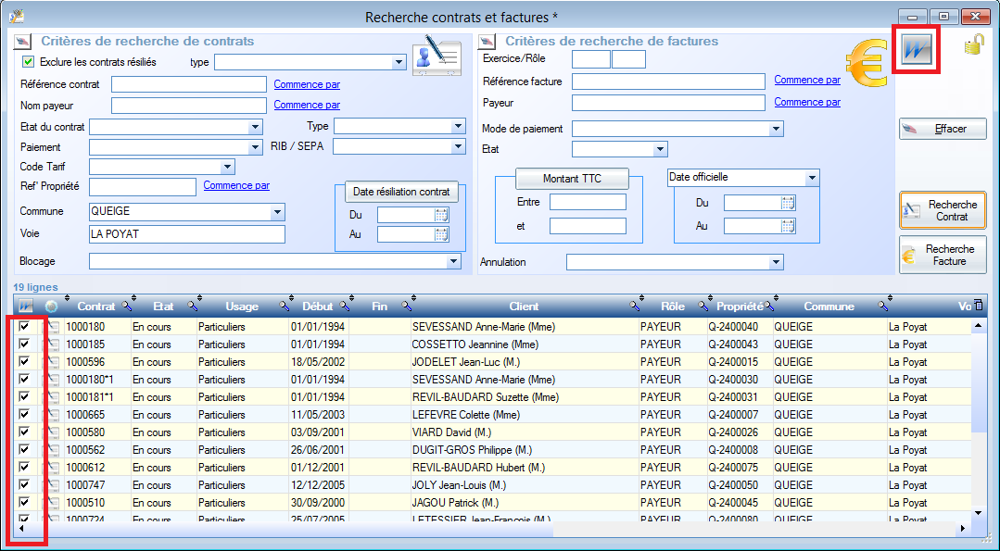 Recherche contrats et factures *
Critères de recherche de contrats
Exclure les contrats résiliés type
Référence contrat Commence par
Nom payeur Commence par
Etat du contrat Type
Paiement RIB / SEPA
Code Tarif
Ref' Propriété Commence par
Commune QUEIGE
Voie LA POYAT
Blocage
Date résiliation contrat
Du
Au
Critères de recherche de factures
Exercice/Rôle
Référence facture Commence par
Payeur Commence par
Mode de paiement
Etat
Montant TTC
Entre
et
Date officielle
Du
Au
Annulation
Effacer
Recherche
Contrat
Recherche
Facture
19 lignes
Contrat Etat Usage Début Fin Client Rôle Propriété Commune Vo
1000180 En cours Particuliers 01/01/1994 SEVESSAND Anne-Marie (Mme) PAYEUR Q-2400040 QUEIGE La Poyat
1000185 En cours Particuliers 01/01/1994 COSSETTO Jeannine (Mme) PAYEUR Q-2400043 QUEIGE La Poyat
1000596 En cours Particuliers 18/05/2002 JODELET Jean-Luc (M.) PAYEUR Q-2400015 QUEIGE La Poyat
1000180*1 En cours Particuliers 01/01/1994 SEVESSAND Anne-Marie (Mme) PAYEUR Q-2400030 QUEIGE La Poyat
1000181*1 En cours Particuliers 01/01/1994 REVIL-BAUDARD Suzette (Mme) PAYEUR Q-2400031 QUEIGE La Poyat
1000665 En cours Particuliers 11/05/2003 LEFEVRE Colette (Mme) PAYEUR Q-2400007 QUEIGE La Poyat
1000580 En cours Particuliers 03/09/2001 VIARD David (M.) PAYEUR Q-2400026 QUEIGE La Poyat
1000562 En cours Particuliers 26/06/2001 DUGIT-GROS Philippe (M.) PAYEUR Q-2400008 QUEIGE La Poyat
1000612 En cours Particuliers 01/12/2001 REVIL-BAUDARD Hubert (M.) PAYEUR Q-2400075 QUEIGE La Poyat
1000747 En cours Particuliers 12/12/2005 JOLY Jean-Louis (M.) PAYEUR Q-2400050 QUEIGE La Poyat
1000510 En cours Particuliers 30/09/2000 JAGOU Patrick (M.) PAYEUR Q-2400045 QUEIGE La Poyat
1000724 En cours Particuliers 25/07/2005 LETESSIER Jean-François (M.) PAYEUR Q-2400080 QUEIGE La Poyat